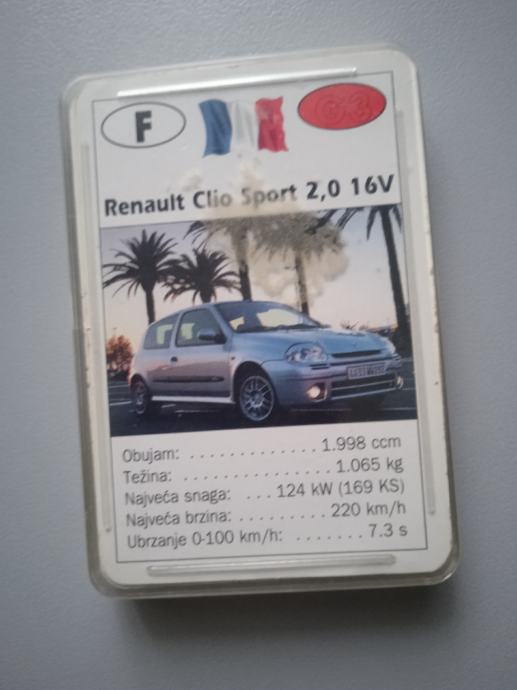 F
Renault Clio Sport 2,0 16V
Obujam: . . . . . . . . . . . . . 1.998 ccm
Težina: . . . . . . . . . . . . . . . 1.065 kg
Najveća snaga: . . . 124 kW (169 KS)
Najveća brzina: . . . . . . . . . 220 km/h
Ubrzanje 0-100 km/h: . . . . . . . 7.3 s